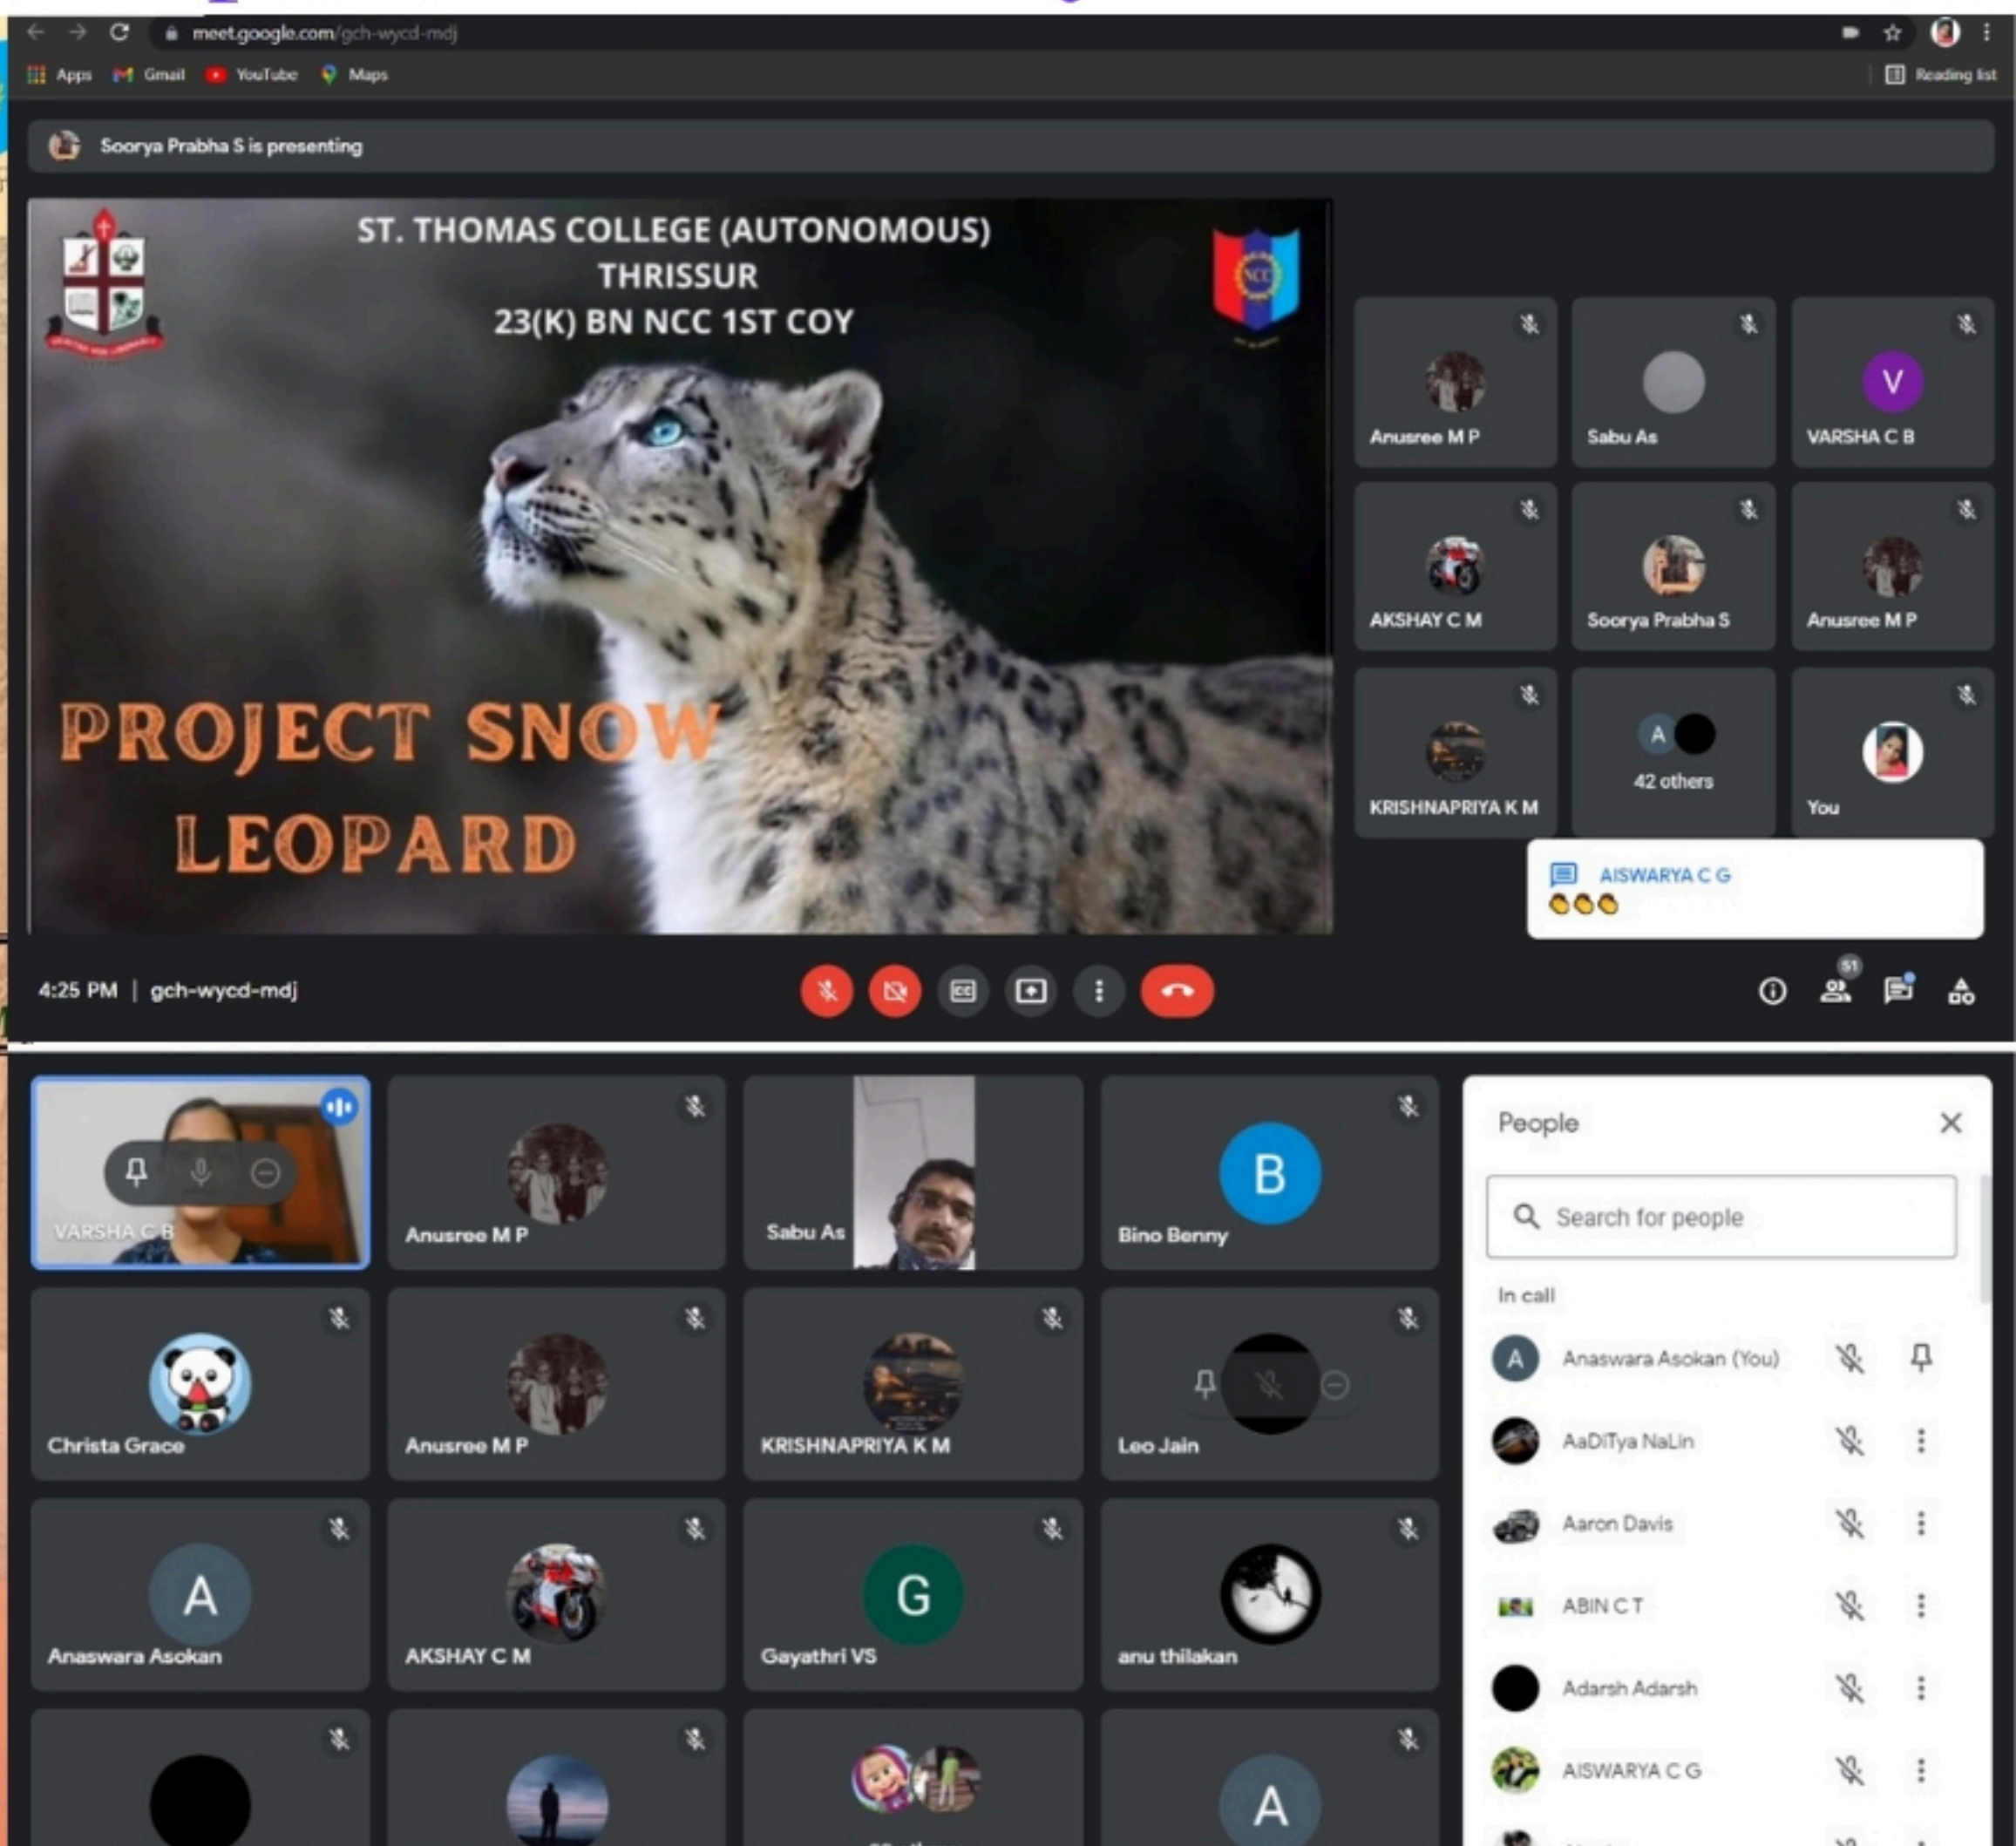 meet.google.com/gch-wycd-mdj
Apps Gmail YouTube Maps Reading list
Soorya Prabha S is presenting
ST. THOMAS COLLEGE (AUTONOMOUS)
THRISSUR
23(K) BN NCC 1ST COY
NCC
PROJECT SNOW
LEOPARD
Anusree M P Sabu As VARSHA C B
V
AKSHAY C M Soorya Prabha S Anusree M P
A
42 others
KRISHNAPRIYA K M You
AISWARYA C G
4:25 PM | gch-wycd-mdj
CC
51
VARSHA C B Anusree M P Sabu As Bino Benny
B
Christa Grace Anusree M P KRISHNAPRIYA K M Leo Jain
A G
Anaswara Asokan AKSHAY C M Gayathri VS anu thilakan
A
People
Search for people
In call
A Anaswara Asokan (You)
AaDiTya NaLin
Aaron Davis
ABIN C T
Adarsh Adarsh
AISWARYA C G